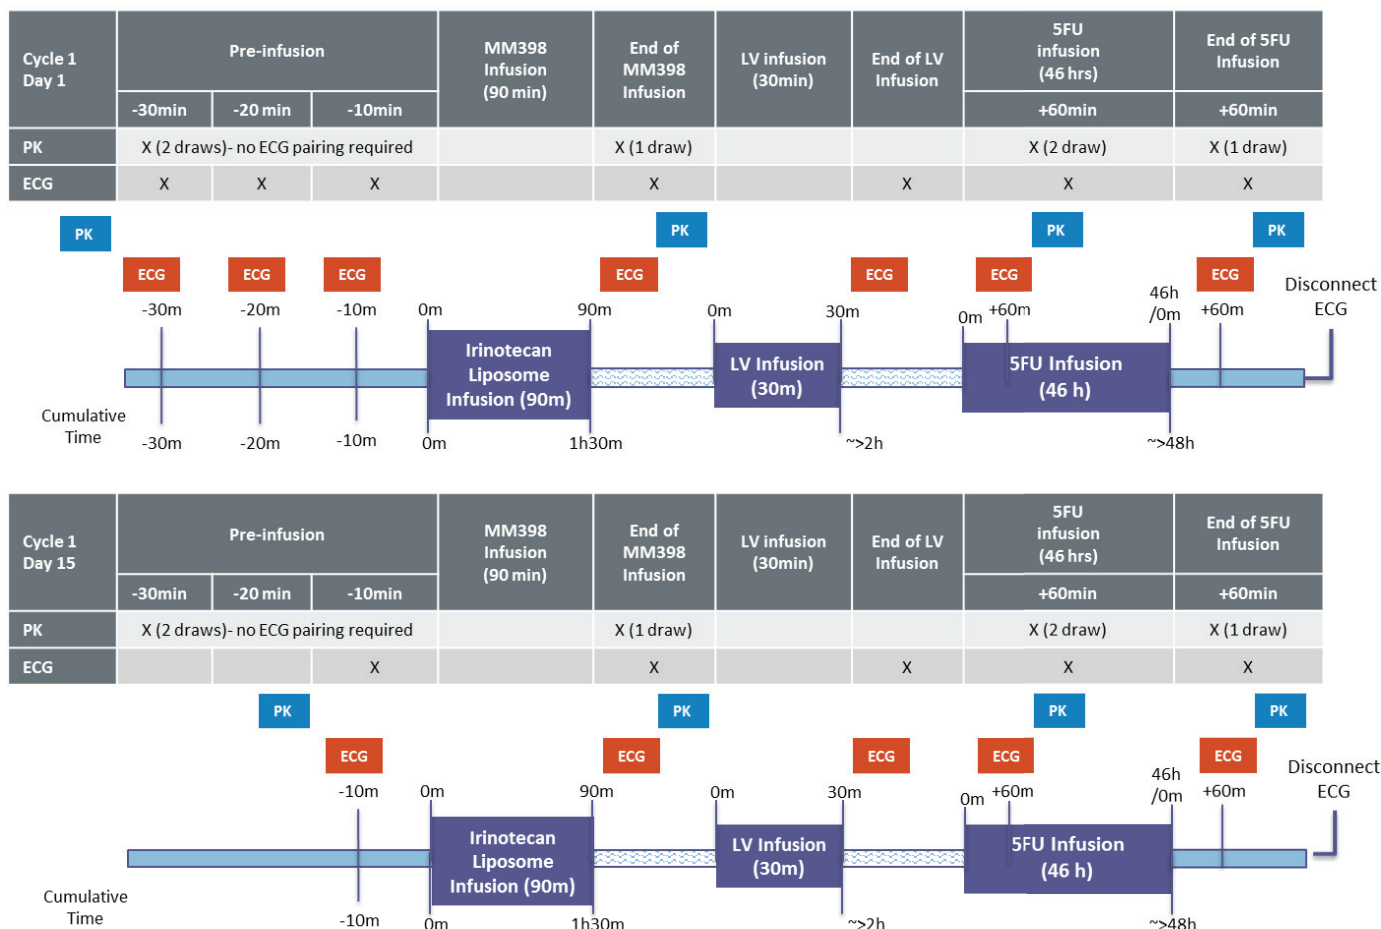 Cycle 1
Day 1
Pre-infusion
MM398
Infusion
(90 min)
End of
MM398
Infusion
LV infusion
(30min)
End of LV
Infusion
5FU
infusion
(46 hrs)
End of 5FU
Infusion
-30min
-20 min
-10min
+60min
+60min
PK
X (2 draws)- no ECG pairing required
X (1 draw)
X (2 draw)
X (1 draw)
ECG
X
X
X
X
X
X
X
PK
PK
PK
PK
ECG
ECG
ECG
ECG
ECG
ECG
ECG
Disconnect
ECG
-30m
-20m
-10m
0m
90m
0m
30m
0m
+60m
46h
/0m
+60m
Irinotecan
Liposome
Infusion (90m)
LV Infusion
(30m)
5FU Infusion
(46 h)
Cumulative
Time
-30m
-20m
-10m
0m
1h30m
~>2h
~>48h
Cycle 1
Day 15
Pre-infusion
MM398
Infusion
(90 min)
End of
MM398
Infusion
LV infusion
(30min)
End of LV
Infusion
5FU
infusion
(46 hrs)
End of 5FU
Infusion
-30min
-20 min
-10min
+60min
+60min
PK
X (2 draws)- no ECG pairing required
X (1 draw)
X (2 draw)
X (1 draw)
ECG
X
X
X
X
X
PK
PK
PK
PK
ECG
ECG
ECG
ECG
ECG
Disconnect
ECG
-10m
0m
90m
0m
30m
0m
+60m
46h
/0m
+60m
Irinotecan
Liposome
Infusion (90m)
LV Infusion
(30m)
5FU Infusion
(46 h)
Cumulative
Time
-10m
0m
1h30m
~>2h
~>48h